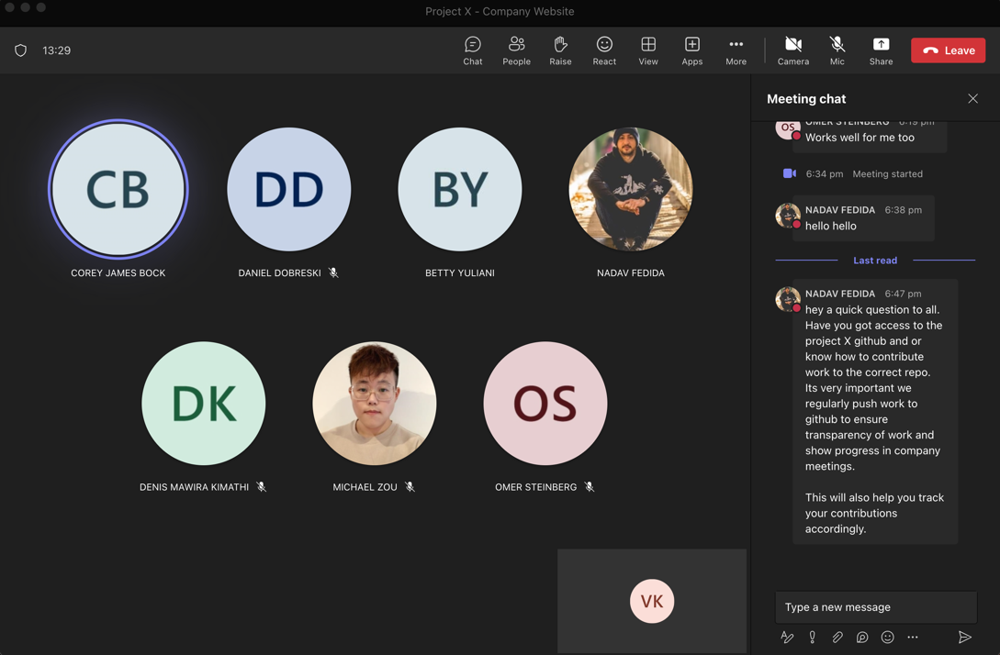 Project X - Company Website
13:29
Chat
People
Raise
React
View
Apps
More
Camera
Mic
Share
Leave
CB
COREY JAMES BOCK
DD
DANIEL DOBRESKI
BY
BETTY YULIANI
NADAV FEDIDA
DK
DENIS MAWIRA KIMATHI
MICHAEL ZOU
OS
OMER STEINBERG
VK
Meeting chat
OS
OMER STEINBERG 6:19 pm
Works well for me too
6:34 pm Meeting started
NADAV FEDIDA 6:38 pm
hello hello
Last read
NADAV FEDIDA 6:47 pm
hey a quick question to all.
Have you got access to the
project X github and or
know how to contribute
work to the correct repo.
Its very important we
regularly push work to
github to ensure
transparency of work and
show progress in company
meetings.
This will also help you track
your contributions
accordingly.
Type a new message